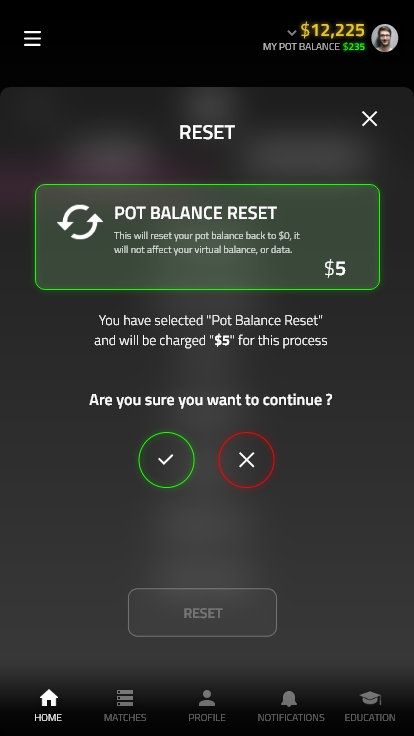 $12,225
MY POT BALANCE $235
RESET
POT BALANCE RESET
This will reset your pot balance back to $0, it
will not affect your virtual balance, or data.
$5
You have selected "Pot Balance Reset"
and will be charged "$5" for this process
Are you sure you want to continue ?
RESET
HOME
MATCHES
PROFILE
NOTIFICATIONS
EDUCATION